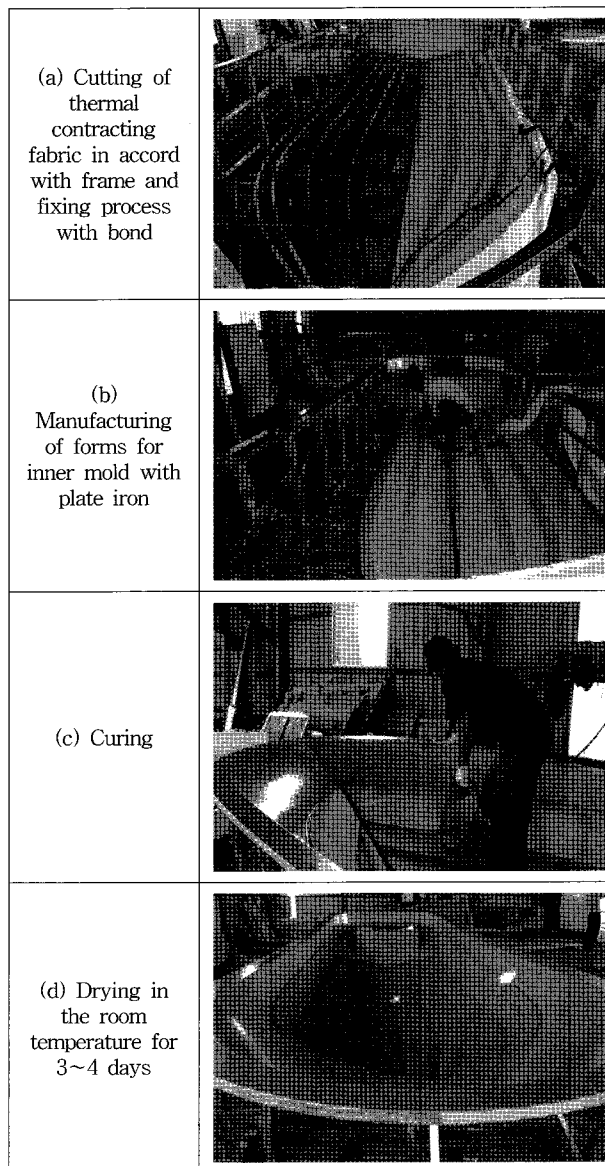 (a) Cutting of
thermal
contracting
fabric in accord
with frame and
fixing process
with bond
(b)
Manufacturing
of forms for
inner mold with
plate iron
(c) Curing
(d) Drying in
the room
temperature for
3~4 days